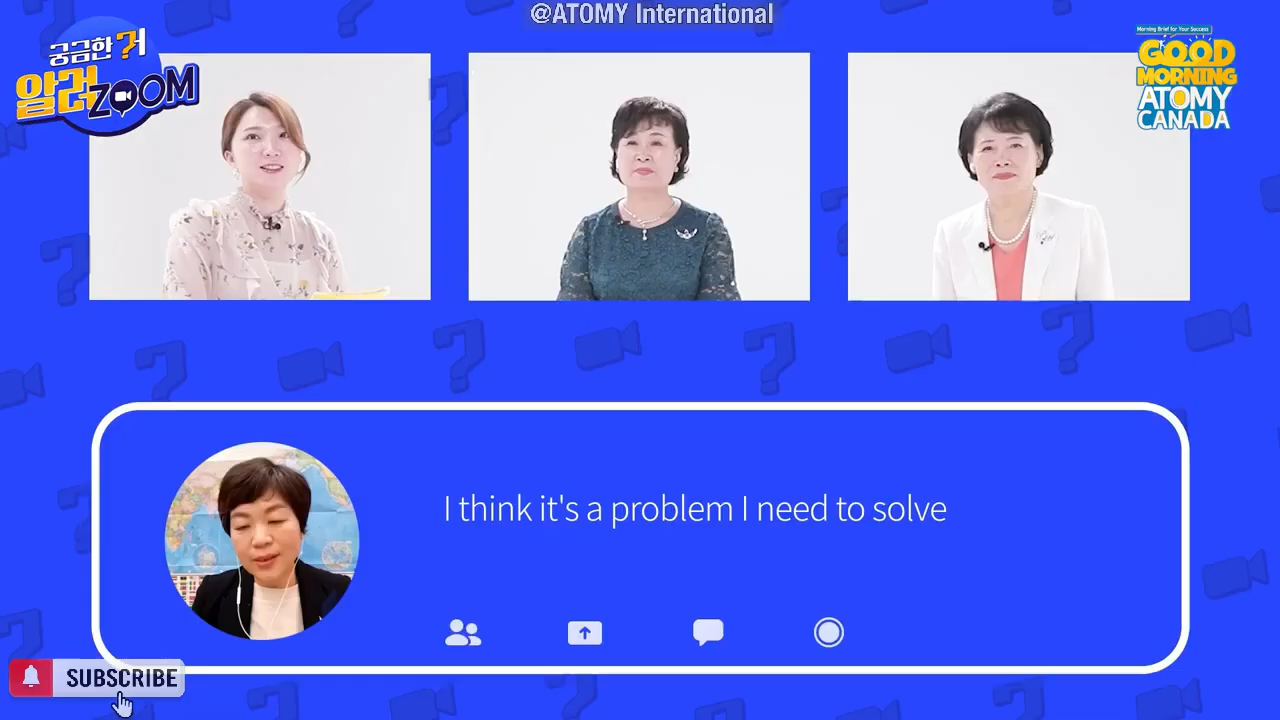 @ATOMY International
궁금한거
알려ZOOM
Morning Brief for Your Success
GOOD
MORNING
ATOMY
CANADA
I think it's a problem I need to solve
SUBSCRIBE